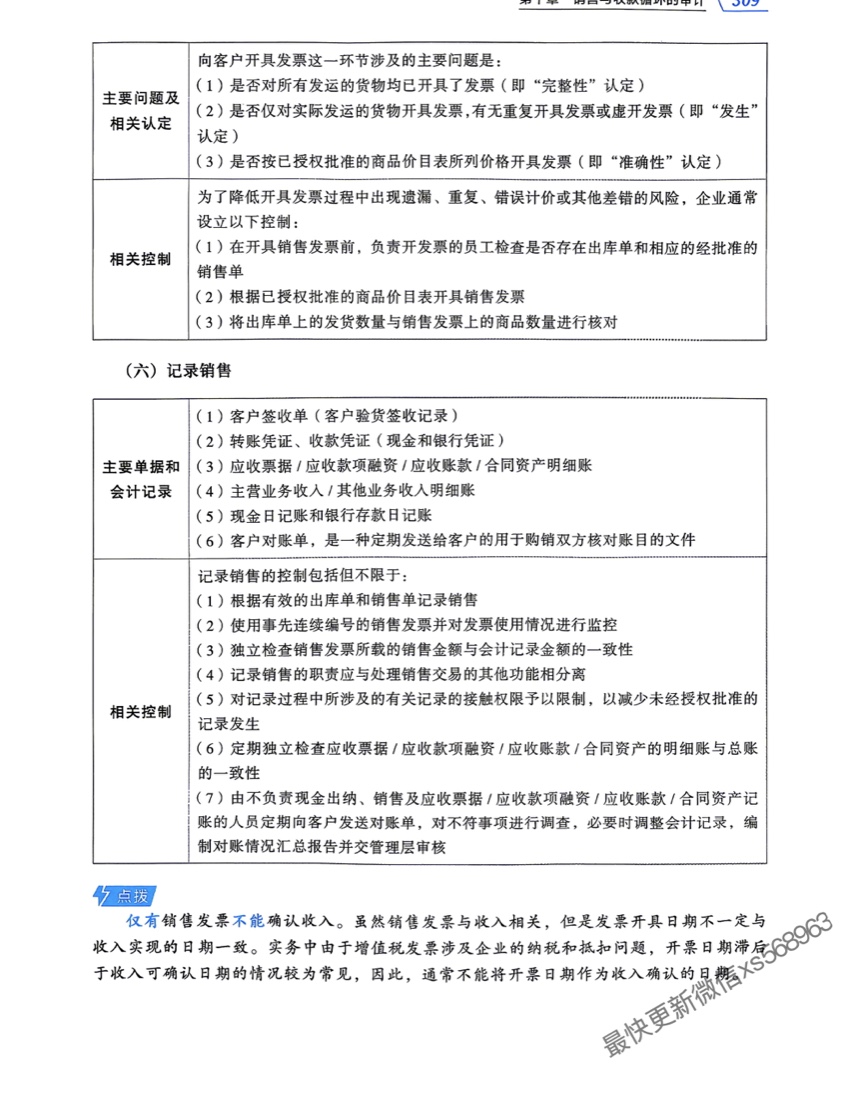 第十章 销售与收款循环的审计 309
向客户开具发票这一环节涉及的主要问题是：
（1）是否对所有发运的货物均已开具了发票（即“完整性”认定）
主要问题及
相关认定
（2）是否仅对实际发运的货物开具发票，有无重复开具发票或虚开发票（即“发生”
认定）
（3）是否按已授权批准的商品价目表所列价格开具发票（即“准确性”认定）
为了降低开具发票过程中出现遗漏、重复、错误计价或其他差错的风险，企业通常
设立以下控制：
（1）在开具销售发票前，负责开发票的员工检查是否存在出库单和相应的经批准的
销售单
相关控制
（2）根据已授权批准的商品价目表开具销售发票
（3）将出库单上的发货数量与销售发票上的商品数量进行核对
（六）记录销售
主要单据和
会计记录
（1）客户签收单（客户验货签收记录）
（2）转账凭证、收款凭证（现金和银行凭证）
（3）应收票据/应收款项融资/应收账款/合同资产明细账
（4）主营业务收入/其他业务收入明细账
（5）现金日记账和银行存款日记账
（6）客户对账单，是一种定期发送给客户的用于购销双方核对账目的文件
相关控制
记录销售的控制包括但不限于：
（1）根据有效的出库单和销售单记录销售
（2）使用事先连续编号的销售发票并对发票使用情况进行监控
（3）独立检查销售发票所载的销售金额与会计记录金额的一致性
（4）记录销售的职责应与处理销售交易的其他功能相分离
（5）对记录过程中所涉及的有关记录的接触权限予以限制，以减少未经授权批准的
记录发生
（6）定期独立检查应收票据/应收款项融资/应收账款/合同资产的明细账与总账
的一致性
（7）由不负责现金出纳、销售及应收票据/应收款项融资/应收账款/合同资产记
账的人员定期向客户发送对账单，对不符事项进行调查，必要时调整会计记录，编
制对账情况汇总报告并交管理层审核
点拨
仅有销售发票不能确认收入。虽然销售发票与收入相关，但是发票开具日期不一定与
收入实现的日期一致。实务中由于增值税发票涉及企业的纳税和抵扣问题，开票日期滞后
于收入可确认日期的情况较为常见，因此，通常不能将开票日期作为收入确认的日期。
最快更新微信xs568963